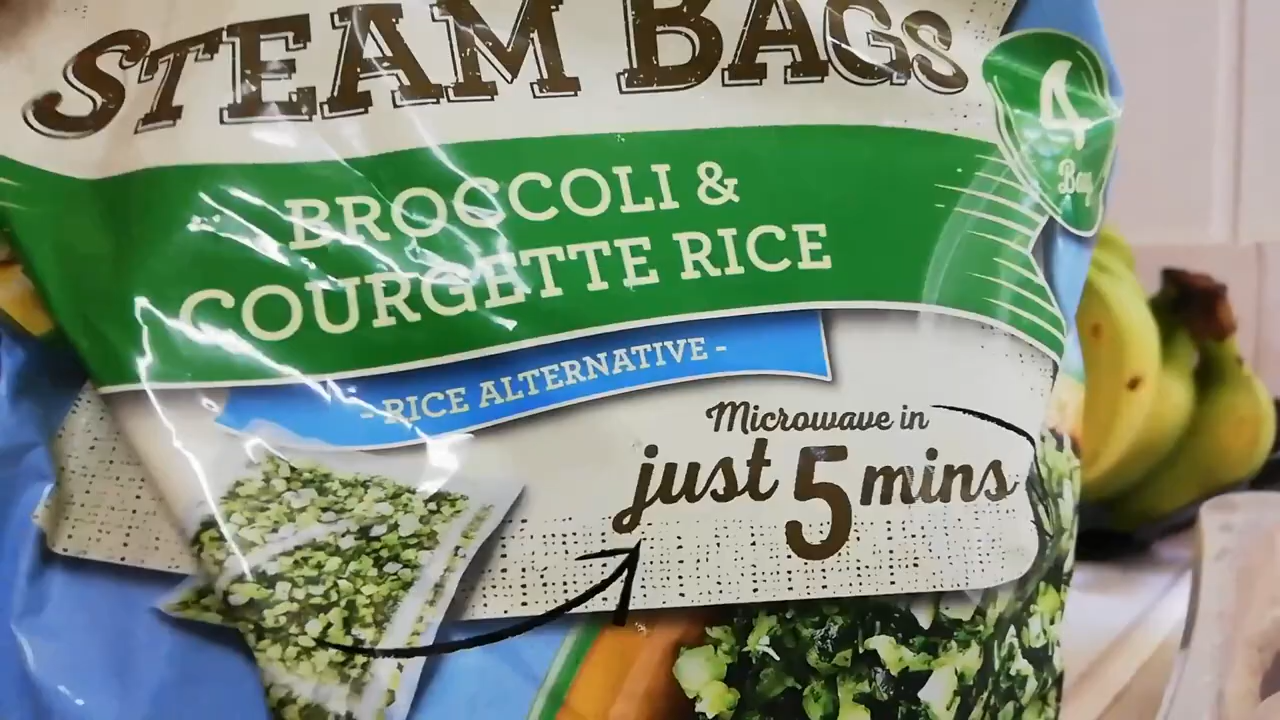 STEAM BAGS
4
BROCCOLI &
COURGETTE RICE
- RICE ALTERNATIVE -
Microwave in
just 5 mins